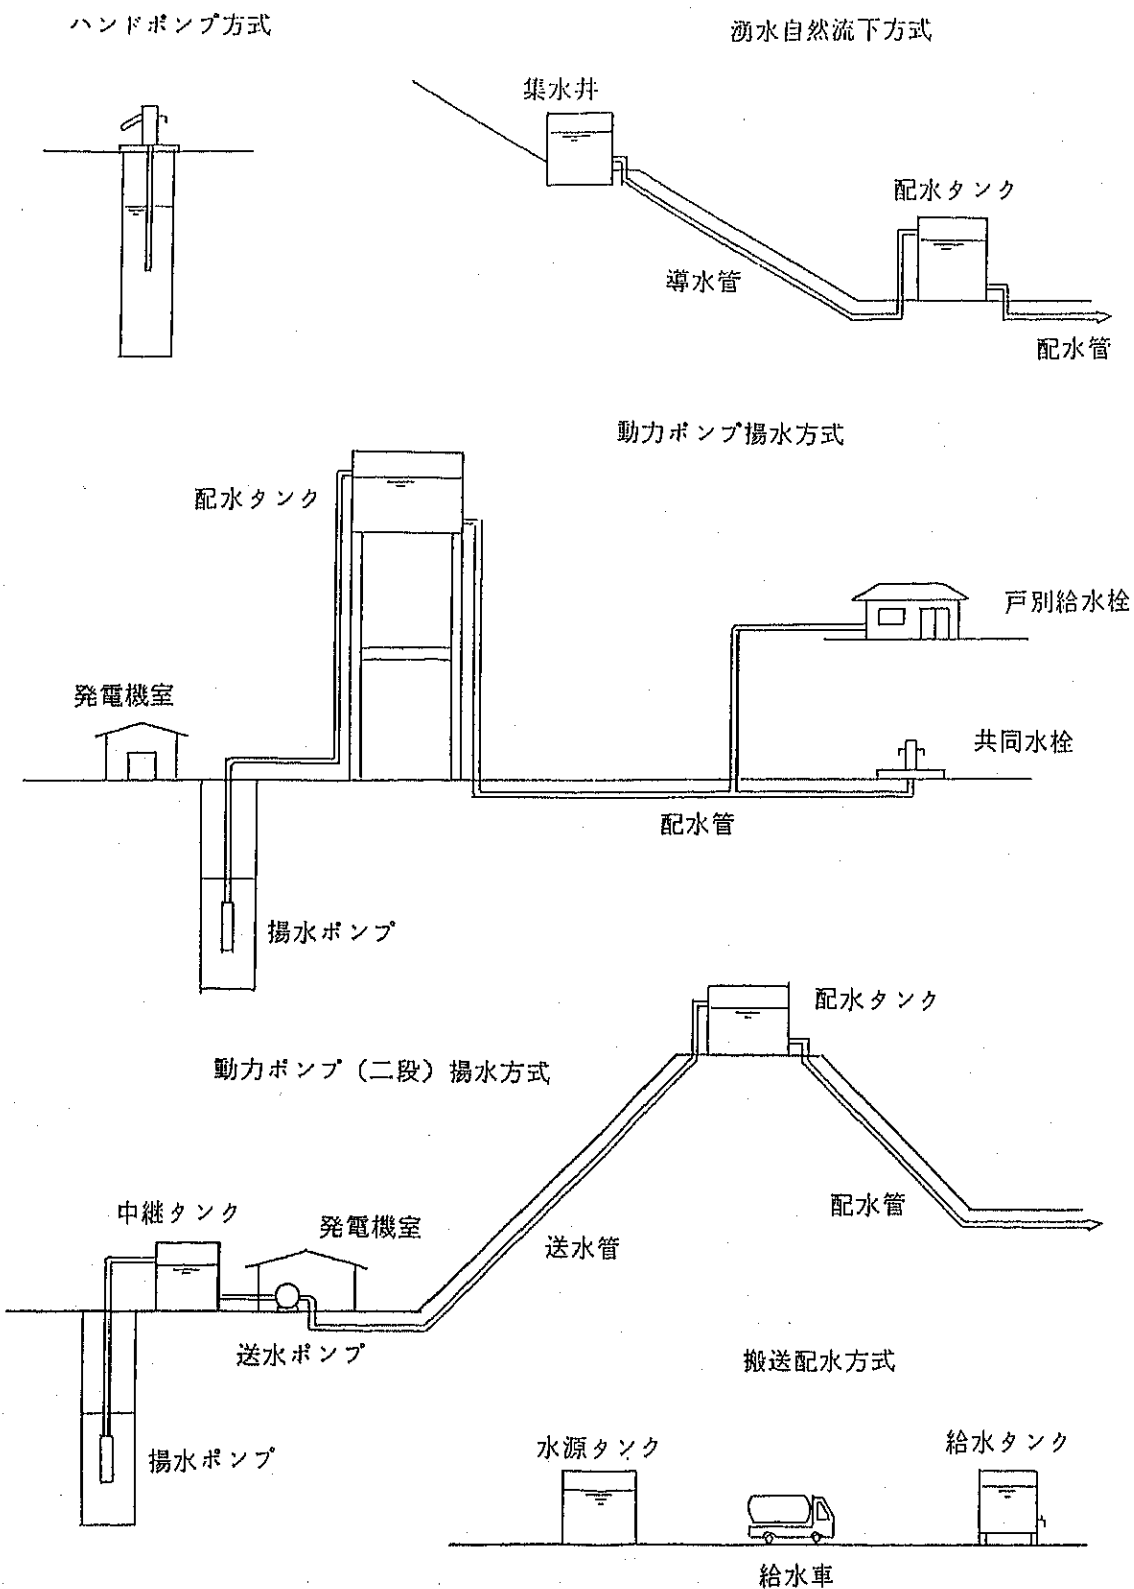 ハンドポンプ方式
湧水自然流下方式
集水井
配水タンク
導水管
配水管
動力ポンプ揚水方式
配水タンク
戸別給水栓
発電機室
共同水栓
配水管
揚水ポンプ
配水タンク
動力ポンプ（二段）揚水方式
中継タンク
発電機室
配水管
送水管
送水ポンプ
搬送配水方式
揚水ポンプ
水源タンク
給水タンク
給水車